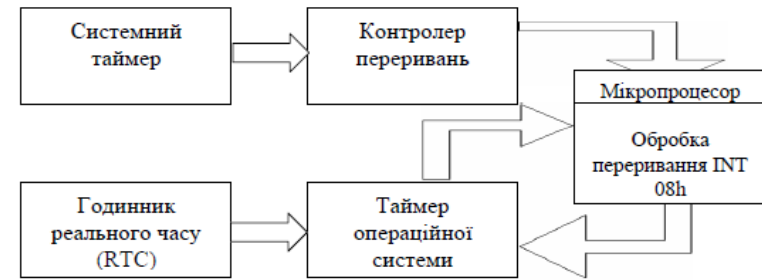 Системний
таймер
Контролер
переривань
Мікропроцесор
Обробка
переривання INT
08h
Годинник
реального часу
(RTC)
Таймер
операційної
системи